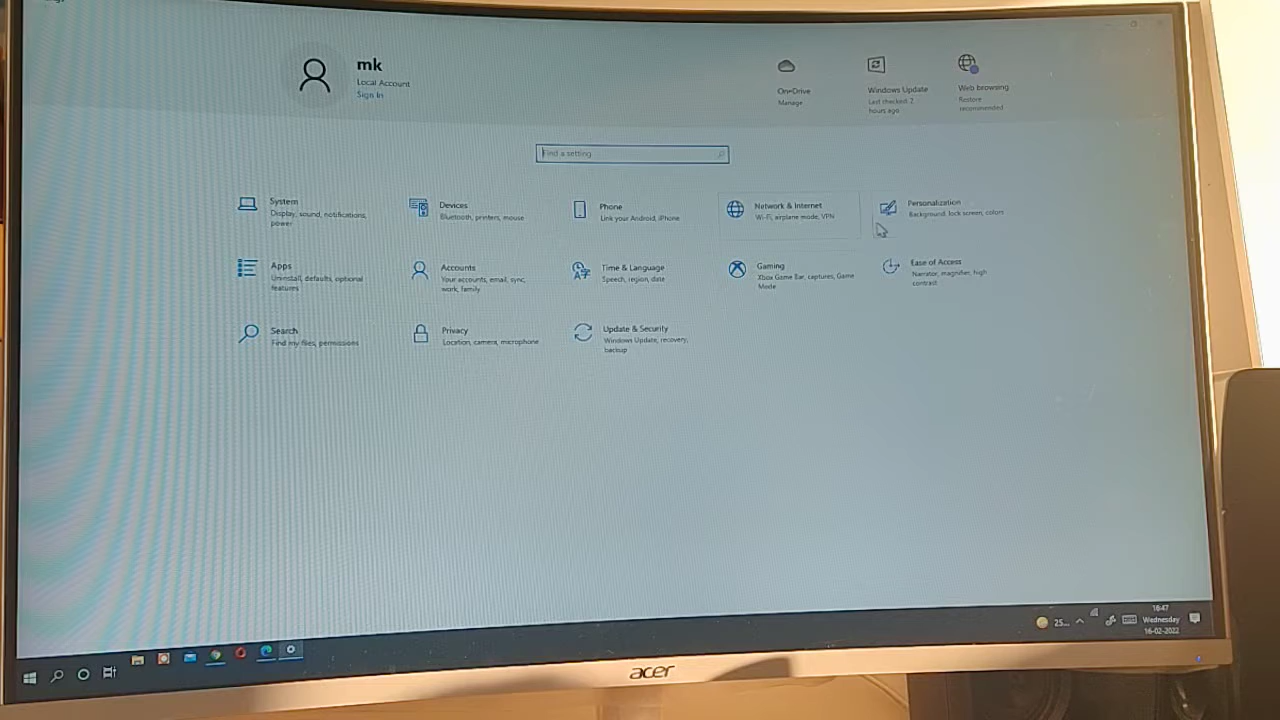 mk
Local Account
Sign in
OneDrive
Manage
Windows Update
Last checked: 2
hours ago
Web browsing
Restore
recommended
Find a setting
System
Display, sound, notifications,
power
Devices
Bluetooth, printers, mouse
Phone
Link your Android, iPhone
Network & Internet
Wi-Fi, airplane mode, VPN
Personalization
Background, lock screen, colors
Apps
Uninstall, defaults, optional
features
Accounts
Your accounts, email, sync,
work, family
Time & Language
Speech, region, date
Gaming
Xbox Game Bar, captures, Game
Mode
Ease of Access
Narrator, magnifier, high
contrast
Search
Find my files, permissions
Privacy
Location, camera, microphone
Update & Security
Windows Update, recovery,
backup
25...
18:47
Wednesday
16-02-2022
acer